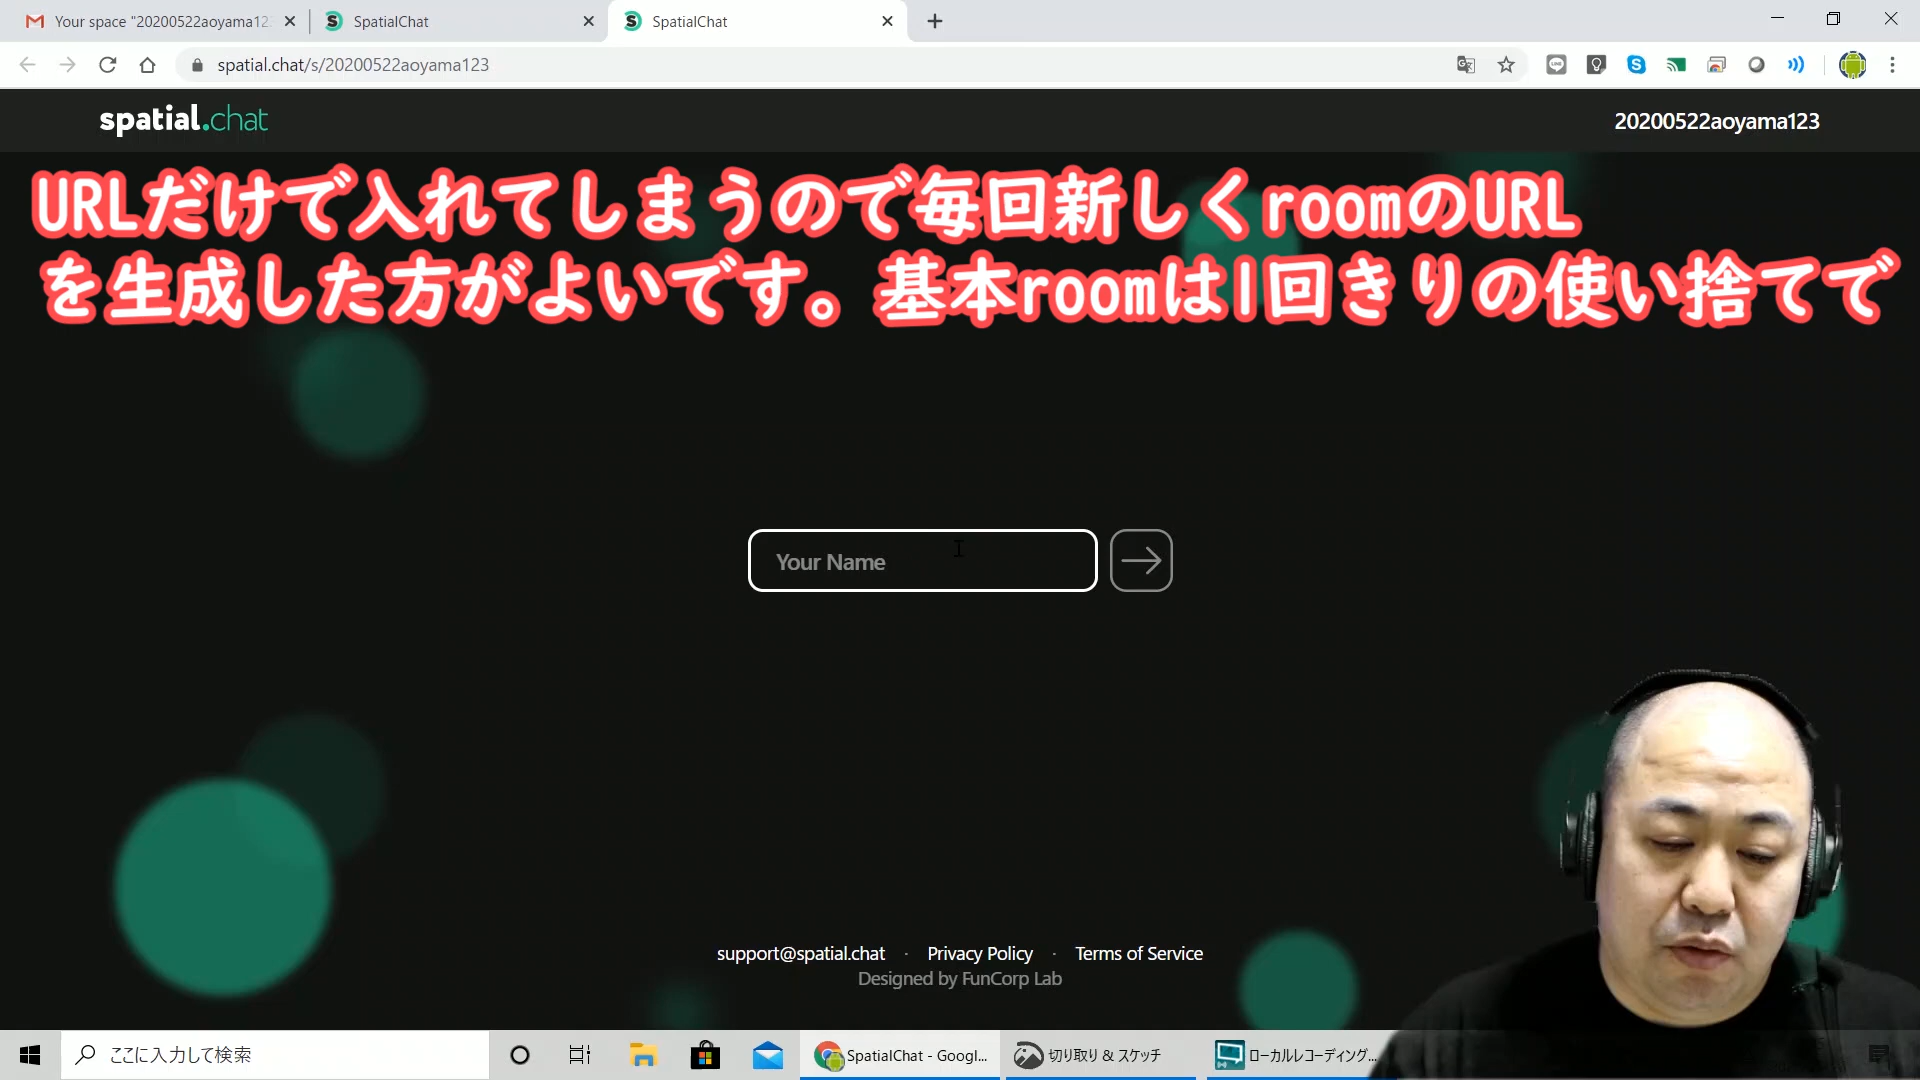 Your space "20200522aoyama12
SpatialChat
SpatialChat
spatial.chat/s/20200522aoyama123
spatial.chat
20200522aoyama123
URLだけで入れてしまうので毎回新しくroomのURL
を生成した方がよいです。基本roomは1回きりの使い捨てで
Your Name
support@spatial.chat · Privacy Policy · Terms of Service
Designed by FunCorp Lab
ここに入力して検索
SpatialChat - Googl...
切り取り & スケッチ
ローカルレコーディング...